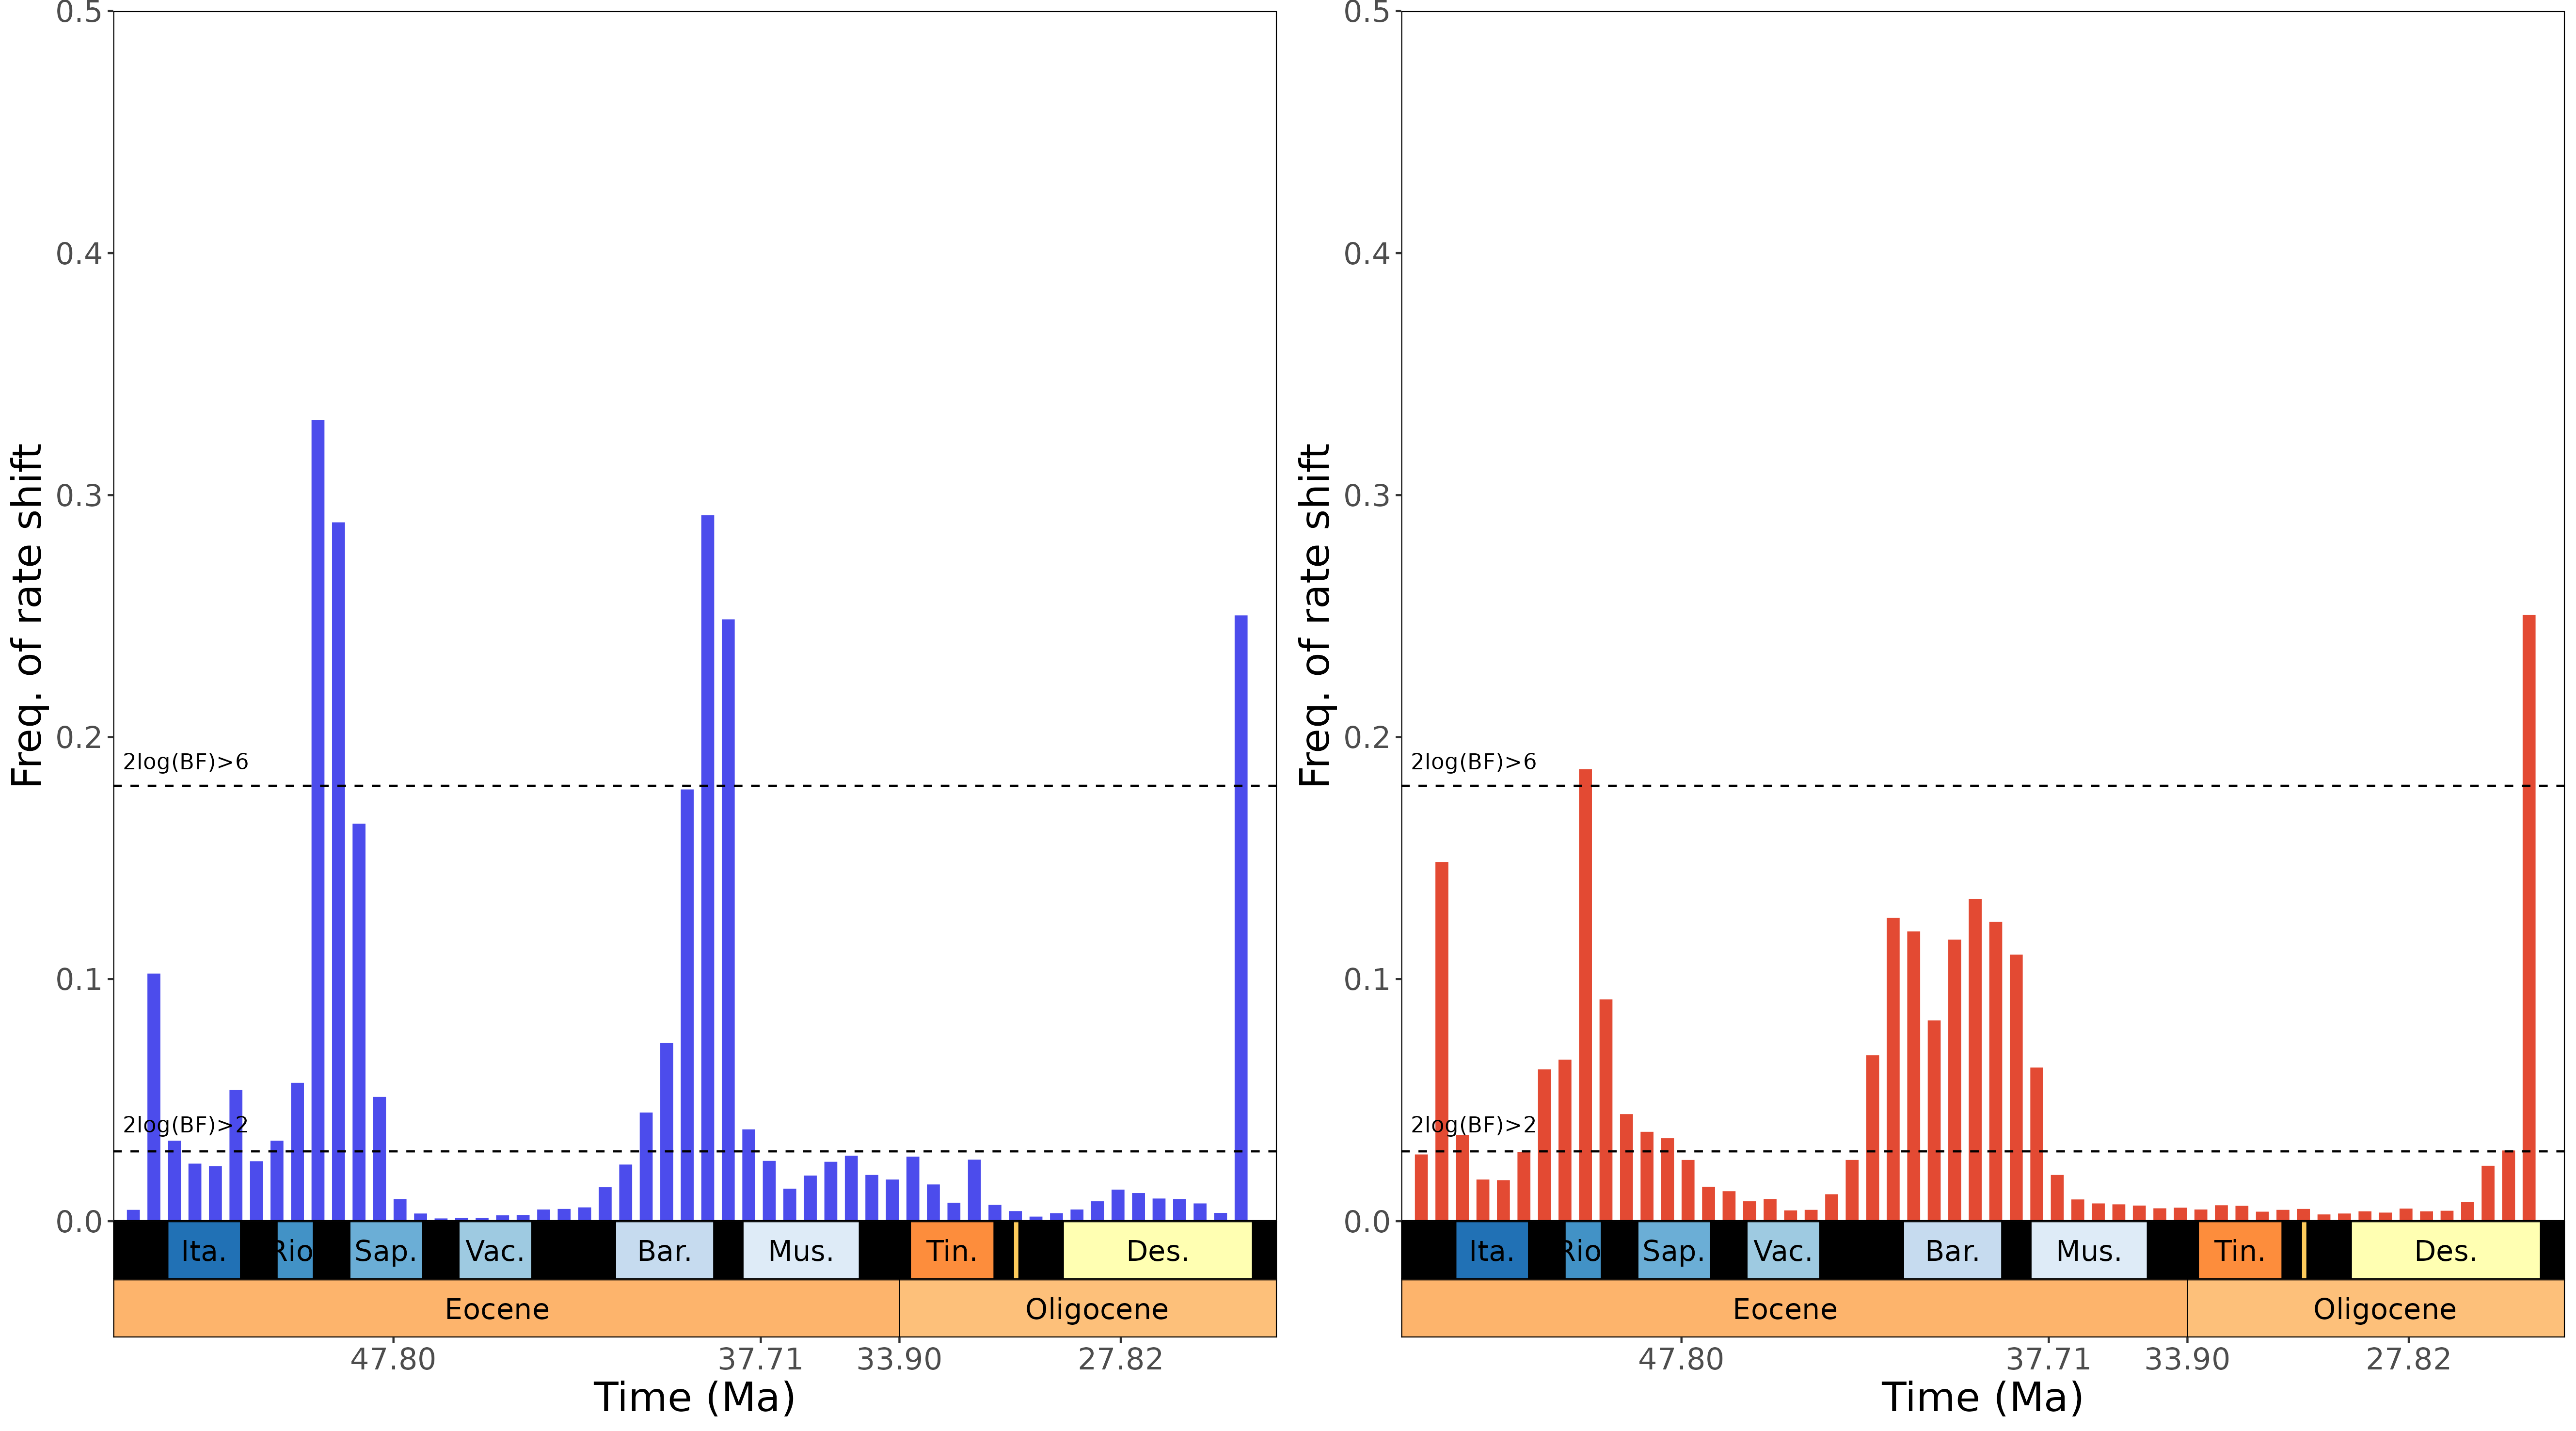 0.5
0.4
0.3
0.2
0.1
0.0
Freq. of rate shift
2log(BF)>6
2log(BF)>2
Ita. Rio Sap. Vac. Bar. Mus. Tin. Des.
Eocene Oligocene
47.80 37.71 33.90 27.82
Time (Ma)
0.5
0.4
0.3
0.2
0.1
0.0
Freq. of rate shift
2log(BF)>6
2log(BF)>2
Ita. Rio Sap. Vac. Bar. Mus. Tin. Des.
Eocene Oligocene
47.80 37.71 33.90 27.82
Time (Ma)